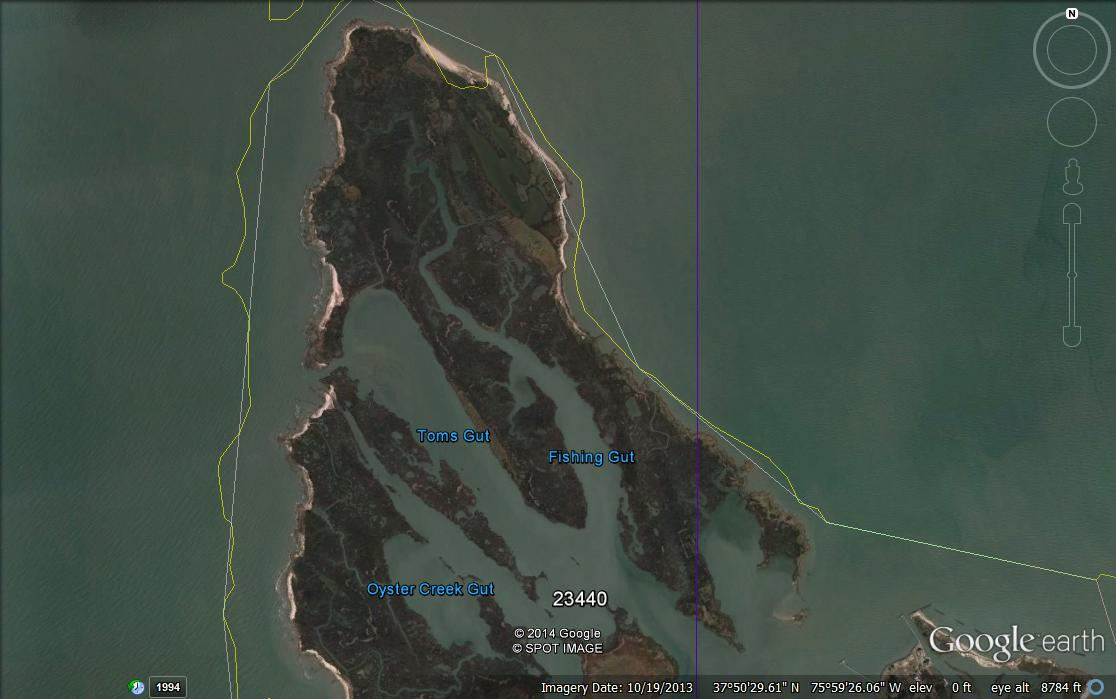 N
Toms Gut
Fishing Gut
Oyster Creek Gut
23440
© 2014 Google
© SPOT IMAGE
Google earth
1994
Imagery Date: 10/19/2013 37°50'29.61" N 75°59'26.06" W elev 0 ft eye alt 8784 ft